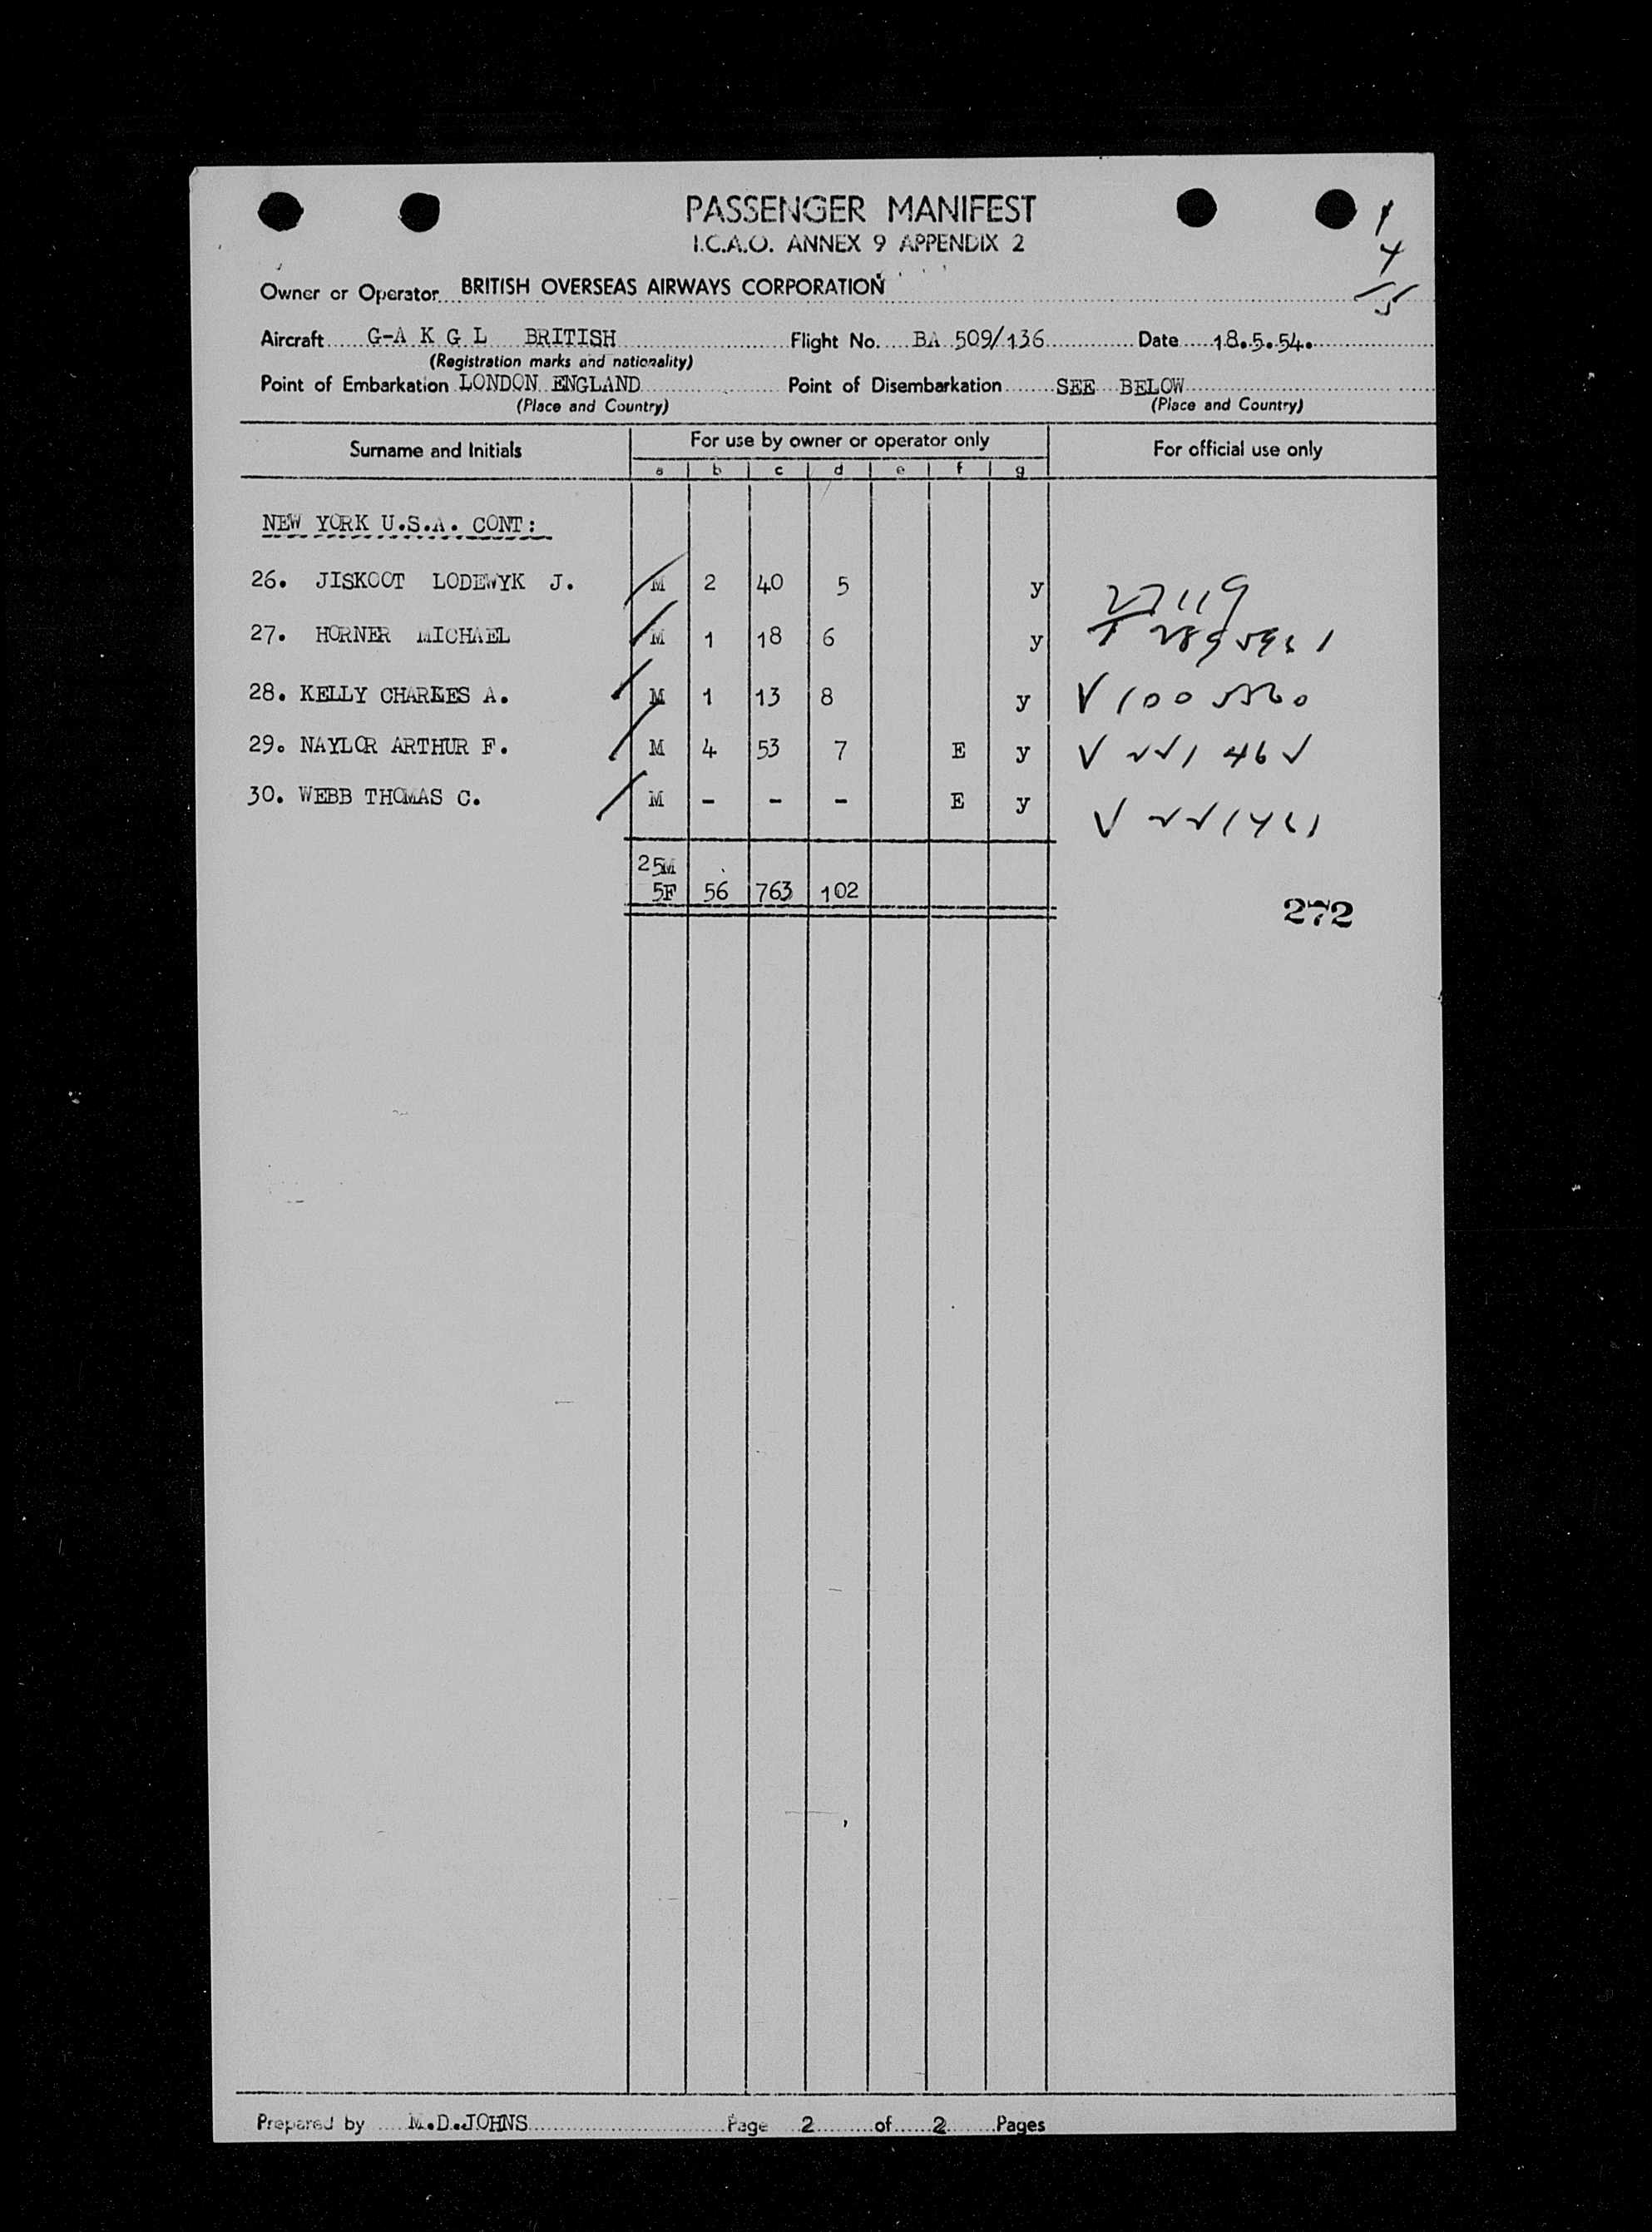 PASSENGER MANIFEST
I.C.A.O. ANNEX 9 APPENDIX 2
1
4
5
Owner or Operator BRITISH OVERSEAS AIRWAYS CORPORATION
Aircraft G-A K G L BRITISH Flight No. BA 509/136 Date 18.5.54.
(Registration marks and nationality)
Point of Embarkation LONDON ENGLAND Point of Disembarkation SEE BELOW
(Place and Country) (Place and Country)
Surname and Initials For use by owner or operator only For official use only
a b c d e f g
NEW YORK U.S.A. CONT:
26. JISKOOT LODEWYK J. M 2 40 5 y
27. HORNER MICHAEL M 1 18 6 y
28. KELLY CHARLES A. M 1 13 8 y
29. NAYLOR ARTHUR F. M 4 53 7 E y
30. WEBB THOMAS C. M - - - E y
25M
5F 56 763 102
272
Prepared by M.D.JOHNS Page 2 of 2 Pages